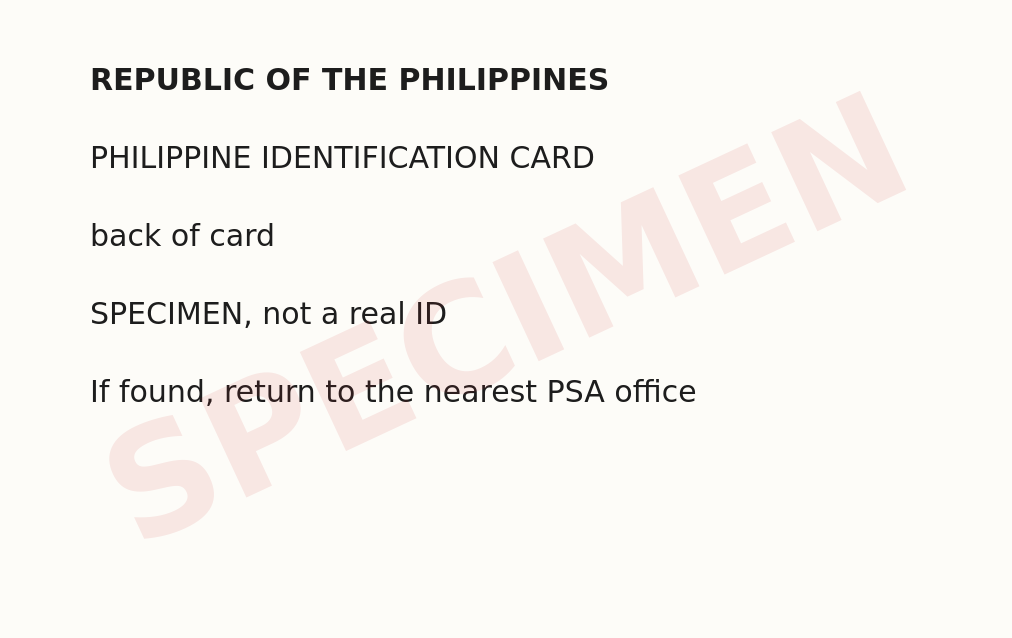 REPUBLIC OF THE PHILIPPINES
PHILIPPINE IDENTIFICATION CARD
back of card
SPECIMEN, not a real ID
If found, return to the nearest PSA office
SPECIMEN